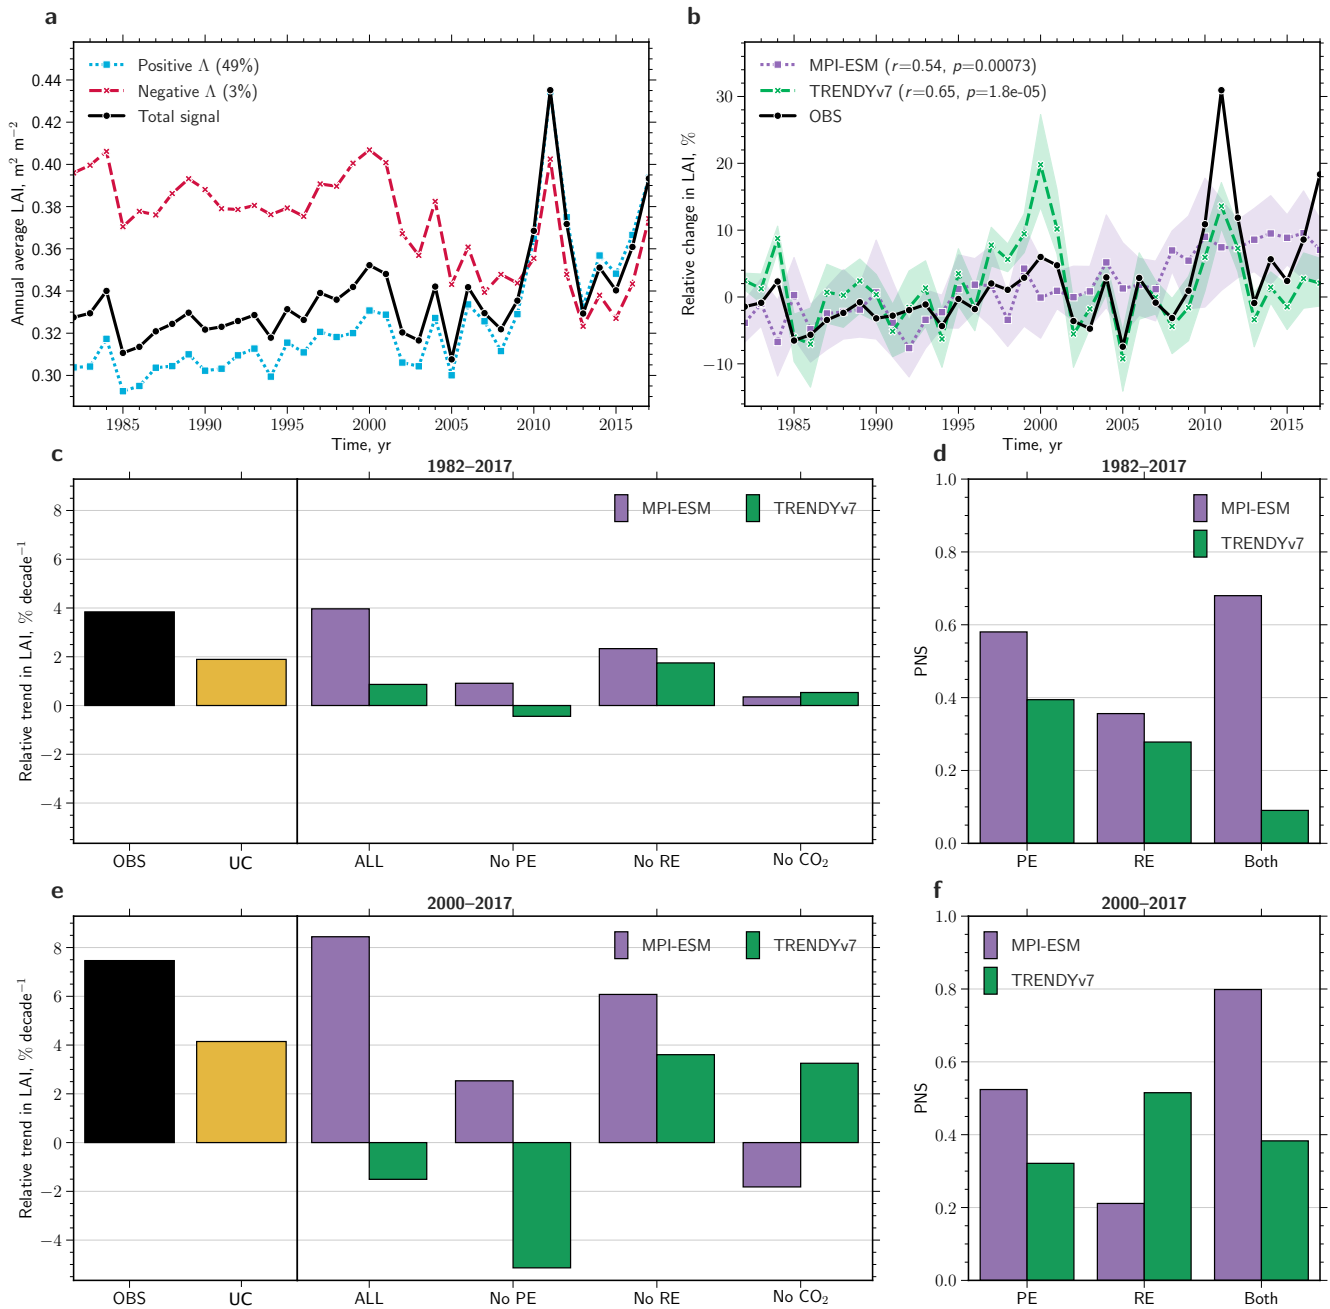 a
Positive Λ (49%)
Negative Λ (3%)
Total signal
Annual average LAI, m² m⁻²
0.44
0.42
0.40
0.38
0.36
0.34
0.32
0.30
1985 1990 1995 2000 2005 2010 2015
Time, yr
b
MPI-ESM (r=0.54, p=0.00073)
TRENDYv7 (r=0.65, p=1.8e-05)
OBS
Relative change in LAI, %
30
20
10
0
−10
1985 1990 1995 2000 2005 2010 2015
Time, yr
c
1982–2017
MPI-ESM TRENDYv7
Relative trend in LAI, % decade⁻¹
8
6
4
2
0
−2
−4
OBS UC ALL No PE No RE No CO₂
d
1982–2017
MPI-ESM
TRENDYv7
PNS
1.0
0.8
0.6
0.4
0.2
0.0
PE RE Both
e
2000–2017
MPI-ESM TRENDYv7
Relative trend in LAI, % decade⁻¹
8
6
4
2
0
−2
−4
OBS UC ALL No PE No RE No CO₂
f
2000–2017
MPI-ESM
TRENDYv7
PNS
1.0
0.8
0.6
0.4
0.2
0.0
PE RE Both